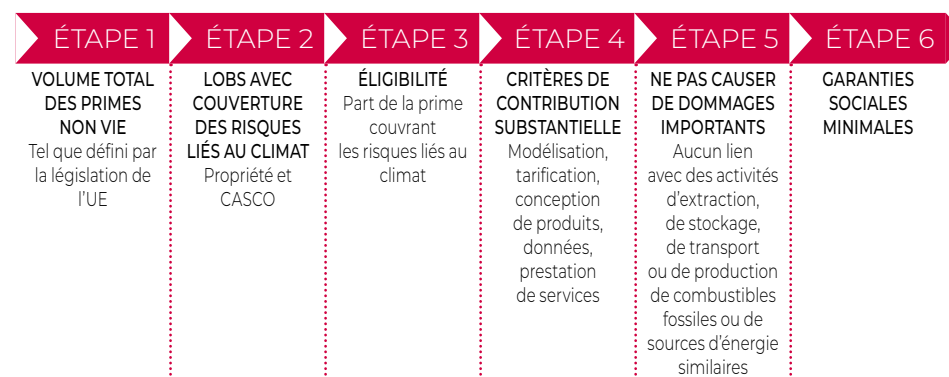 ÉTAPE 1
VOLUME TOTAL
DES PRIMES
NON VIE
Tel que défini par
la législation de
l'UE
ÉTAPE 2
LOBS AVEC
COUVERTURE
DES RISQUES
LIÉS AU CLIMAT
Propriété et
CASCO
ÉTAPE 3
ÉLIGIBILITÉ
Part de la prime
couvrant
les risques liés au
climat
ÉTAPE 4
CRITÈRES DE
CONTRIBUTION
SUBSTANTIELLE
Modélisation,
tarification,
conception
de produits,
données,
prestation
de services
ÉTAPE 5
NE PAS CAUSER
DE DOMMAGES
IMPORTANTS
Aucun lien
avec des activités
d'extraction,
de stockage,
de transport
ou de production
de combustibles
fossiles ou de
sources d'énergie
similaires
ÉTAPE 6
GARANTIES
SOCIALES
MINIMALES